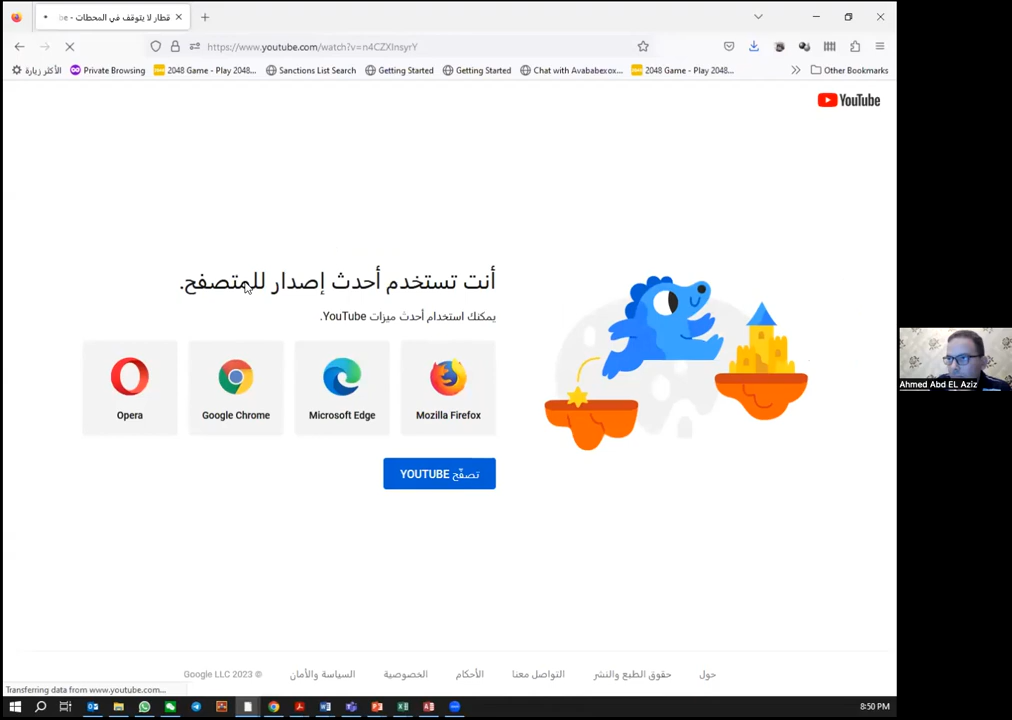 قطار لا يتوقف في المحطات - be
https://www.youtube.com/watch?v=n4CZXInsyrY
الأكثر زيارة
Private Browsing
2048 Game - Play 2048...
Sanctions List Search
Getting Started
Getting Started
Chat with Avababexox...
2048 Game - Play 2048...
Other Bookmarks
YouTube
أنت تستخدم أحدث إصدار للمتصفح.
يمكنك استخدام أحدث ميزات YouTube.
Opera
Google Chrome
Microsoft Edge
Mozilla Firefox
تصفّح YOUTUBE
Ahmed Abd EL Aziz
حول
حقوق الطبع والنشر
التواصل معنا
الأحكام
الخصوصية
السياسة والأمان
Google LLC 2023 ©
Transferring data from www.youtube.com...
8:50 PM